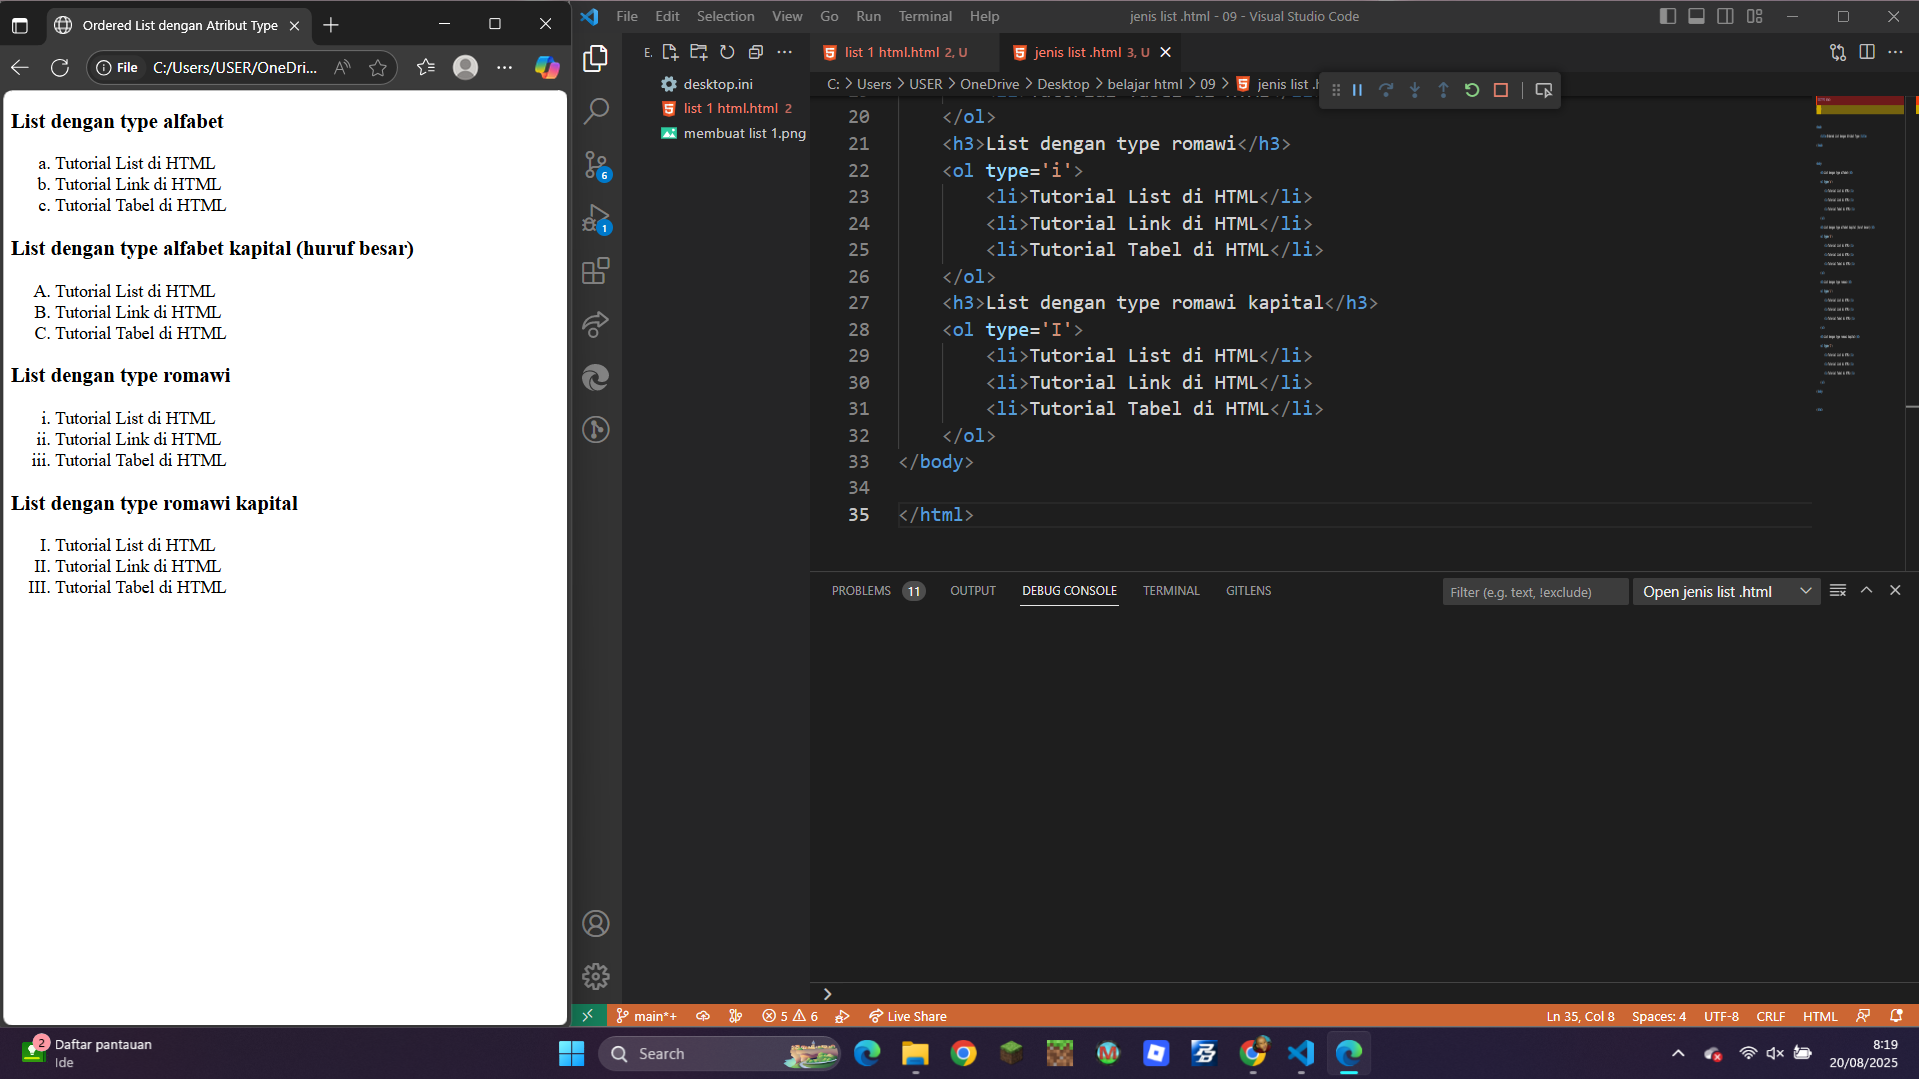 Ordered List dengan Atribut Type
File
C:/Users/USER/OneDri...
List dengan type alfabet
a. Tutorial List di HTML
b. Tutorial Link di HTML
c. Tutorial Tabel di HTML
List dengan type alfabet kapital (huruf besar)
A. Tutorial List di HTML
B. Tutorial Link di HTML
C. Tutorial Tabel di HTML
List dengan type romawi
i. Tutorial List di HTML
ii. Tutorial Link di HTML
iii. Tutorial Tabel di HTML
List dengan type romawi kapital
I. Tutorial List di HTML
II. Tutorial Link di HTML
III. Tutorial Tabel di HTML
File Edit Selection View Go Run Terminal Help
jenis list .html - 09 - Visual Studio Code
E.
desktop.ini
list 1 html.html 2
membuat list 1.png
6
1
list 1 html.html 2, U
jenis list .html 3, U
C: > Users > USER > OneDrive > Desktop > belajar html > 09 > jenis list .h
20 </ol>
21 <h3>List dengan type romawi</h3>
22 <ol type='i'>
23 <li>Tutorial List di HTML</li>
24 <li>Tutorial Link di HTML</li>
25 <li>Tutorial Tabel di HTML</li>
26 </ol>
27 <h3>List dengan type romawi kapital</h3>
28 <ol type='I'>
29 <li>Tutorial List di HTML</li>
30 <li>Tutorial Link di HTML</li>
31 <li>Tutorial Tabel di HTML</li>
32 </ol>
33 </body>
34
35 </html>
PROBLEMS 11 OUTPUT DEBUG CONSOLE TERMINAL GITLENS
Filter (e.g. text, !exclude)
Open jenis list .html
main*+
5 6
Live Share
Ln 35, Col 8 Spaces: 4 UTF-8 CRLF HTML
2
Daftar pantauan
Ide
Search
8:19
20/08/2025